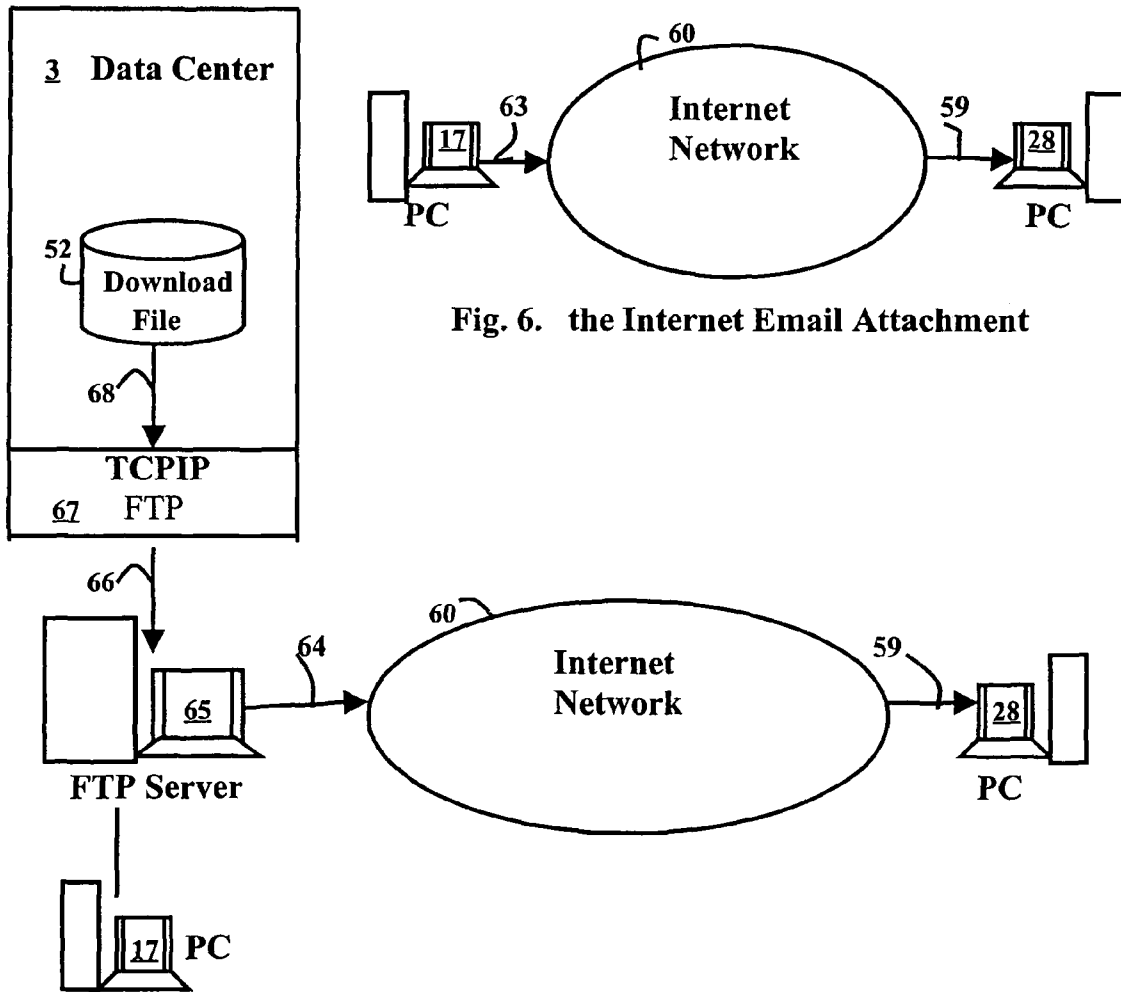 3 Data Center
52
Download
File
68
TCPIP
67 FTP
66
60
Internet
Network
63
59
17
28
PC
PC
Fig. 6. the Internet Email Attachment
60
Internet
Network
64
59
65
28
FTP Server
PC
17 PC